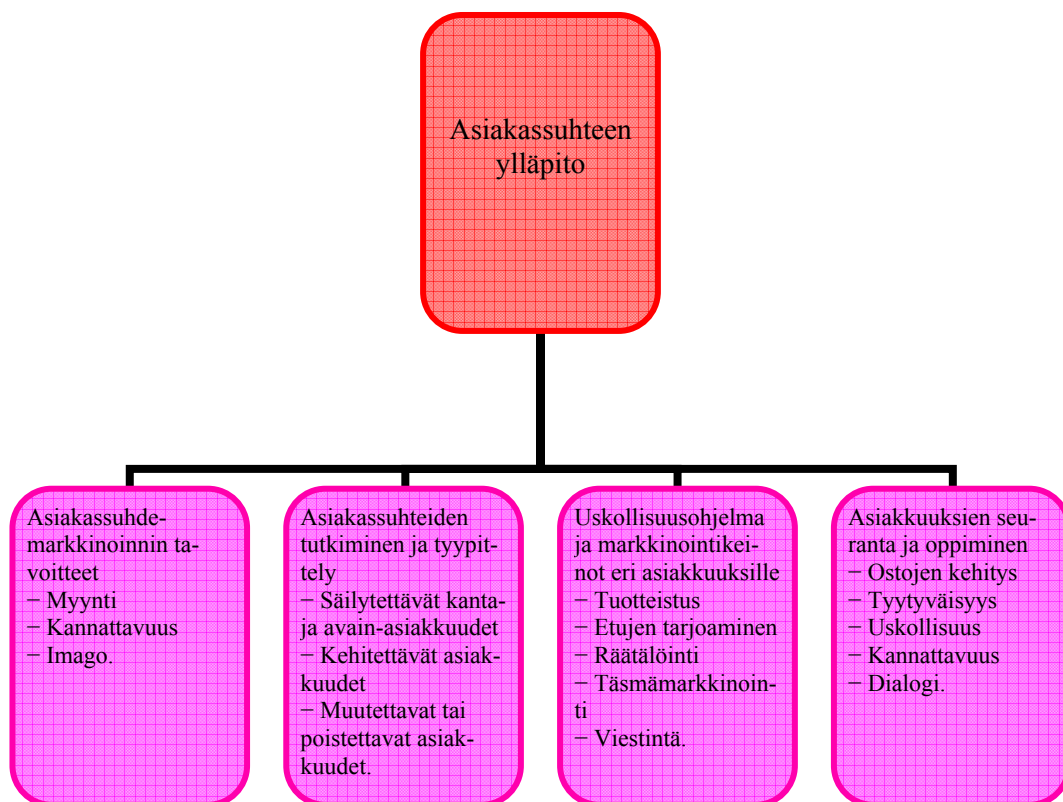 Asiakassuhteen
ylläpito
Asiakassuhde-
markkinoinnin ta-
voitteet
− Myynti
− Kannattavuus
− Imago.
Asiakassuhteiden
tutkiminen ja tyypit-
tely
− Säilytettävät kanta-
ja avain-asiakkuudet
− Kehitettävät asiak-
kuudet
− Muutettavat tai
poistettavat asiak-
kuudet.
Uskollisuusohjelma
ja markkinointikei-
not eri asiakkuuksille
− Tuotteistus
− Etujen tarjoaminen
− Räätälöinti
− Täsmämarkkinoin-
ti
− Viestintä.
Asiakkuuksien seu-
ranta ja oppiminen
− Ostojen kehitys
− Tyytyväisyys
− Uskollisuus
− Kannattavuus
− Dialogi.